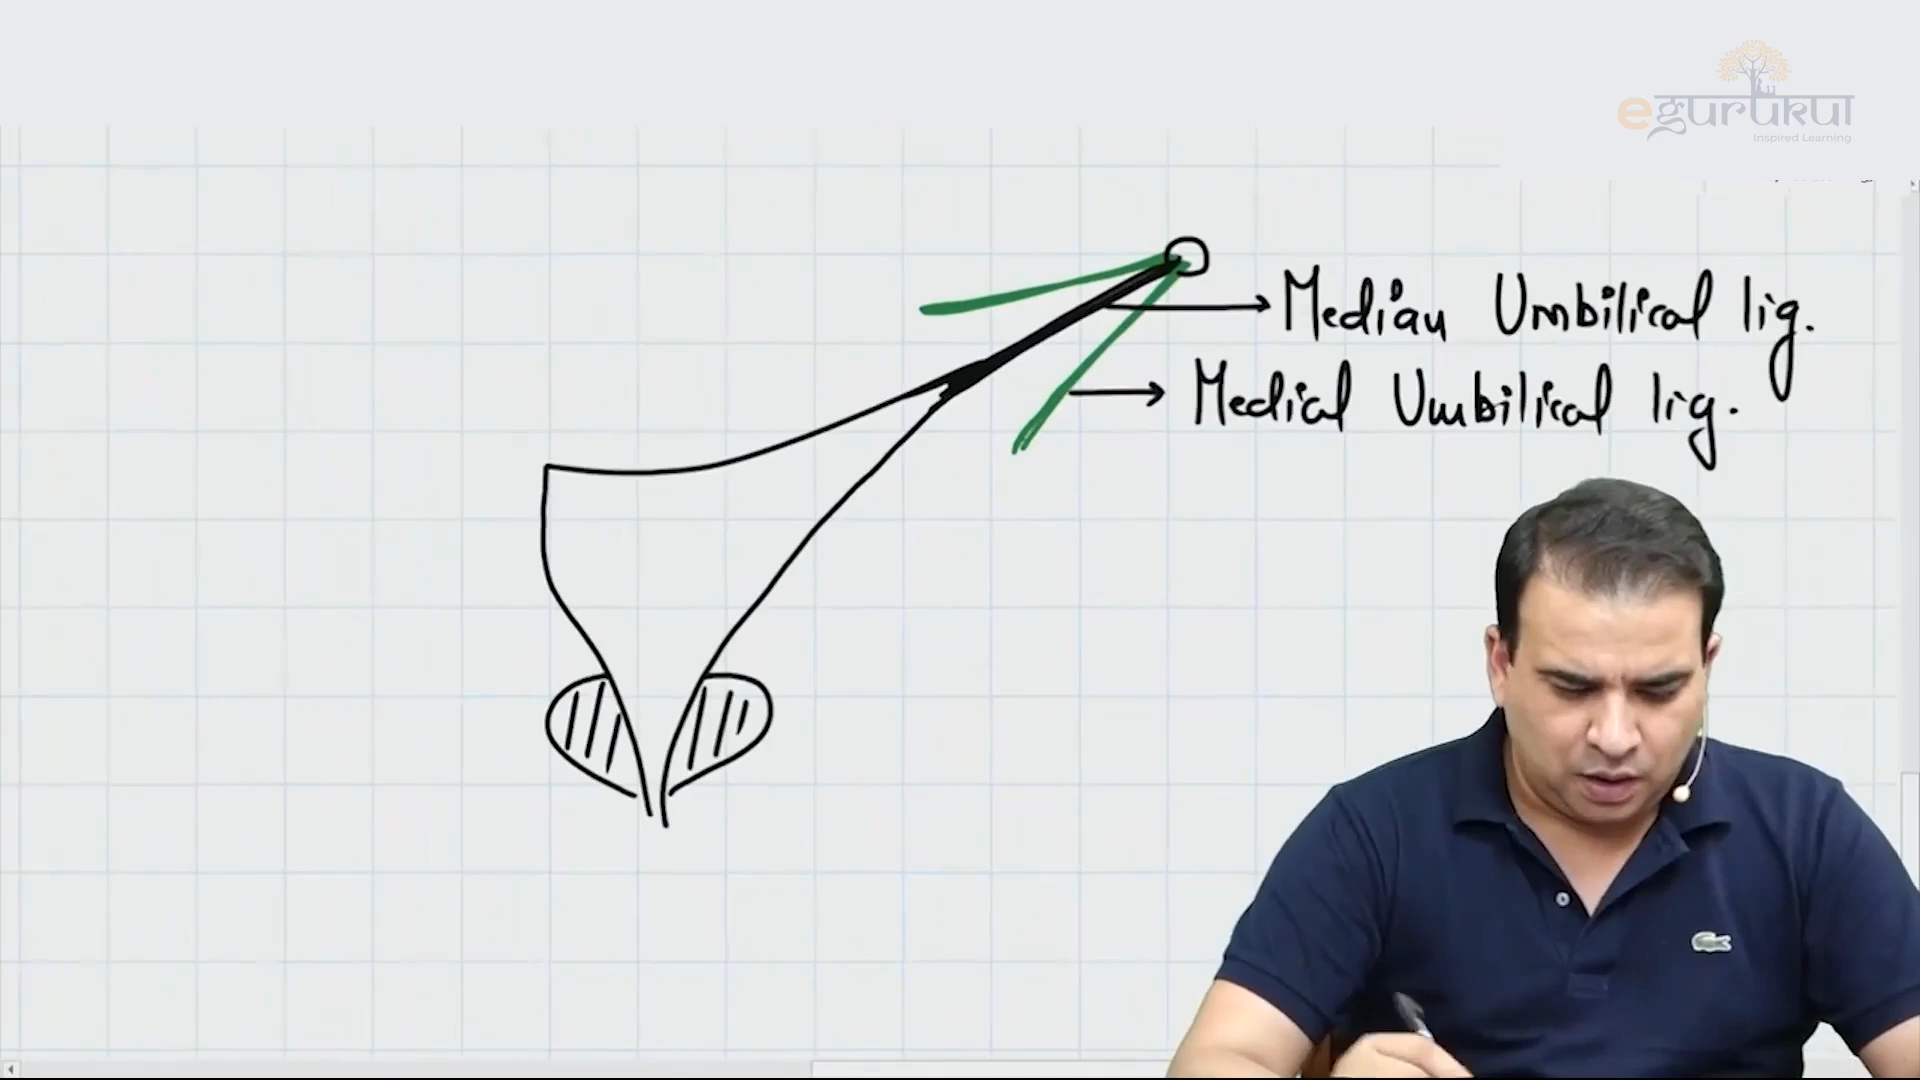 egurukul
Inspired Learning
Median Umbilical lig.
Medial Umbilical lig.